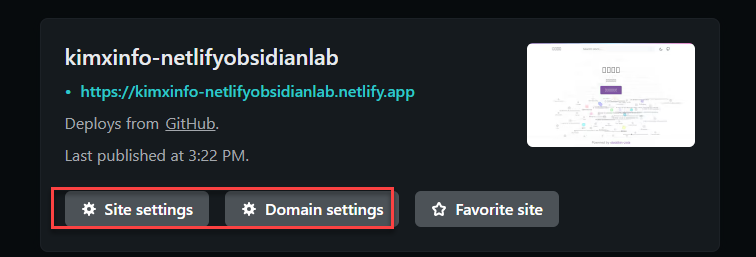 kimxinfo-netlifyobsidianlab
• https://kimxinfo-netlifyobsidianlab.netlify.app
Deploys from GitHub.
Last published at 3:22 PM.
Site settings
Domain settings
Favorite site